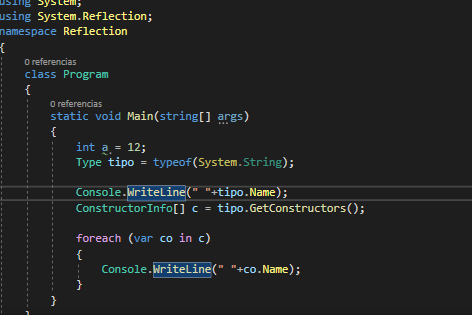 using System;
using System.Reflection;
namespace Reflection
{
0 referencias
class Program
{
0 referencias
static void Main(string[] args)
{
int a = 12;
Type tipo = typeof(System.String);
Console.WriteLine(" "+tipo.Name);
ConstructorInfo[] c = tipo.GetConstructors();
foreach (var co in c)
{
Console.WriteLine(" "+co.Name);
}
}
}